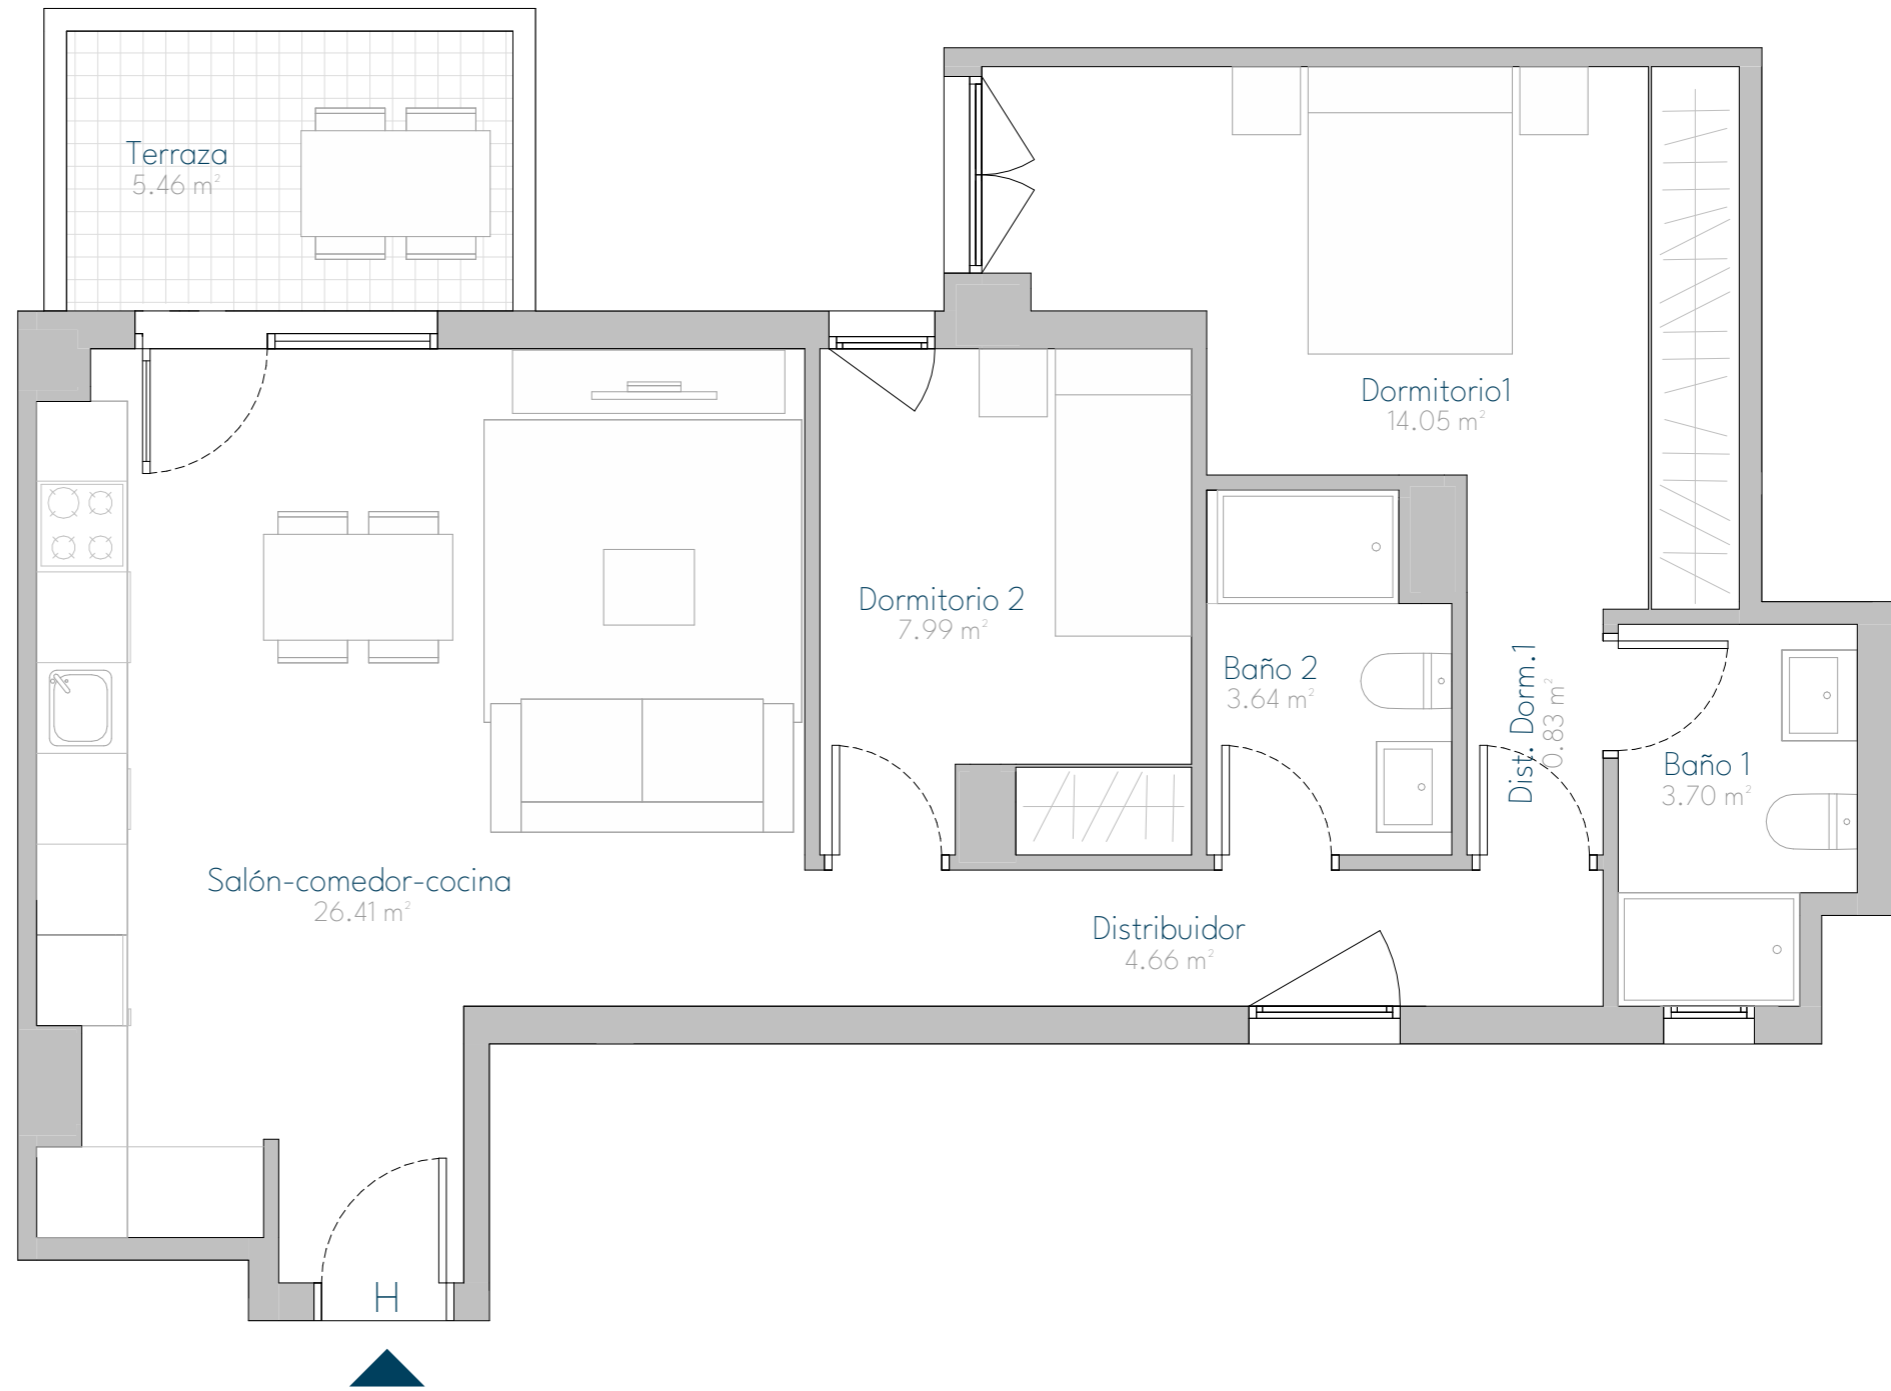 Terraza
5.46 m²
Dormitorio1
14.05 m²
Dormitorio 2
7.99 m²
Baño 2
3.64 m²
Dist. Dorm.1
0.83 m²
Baño 1
3.70 m²
Salón-comedor-cocina
26.41 m²
Distribuidor
4.66 m²
H